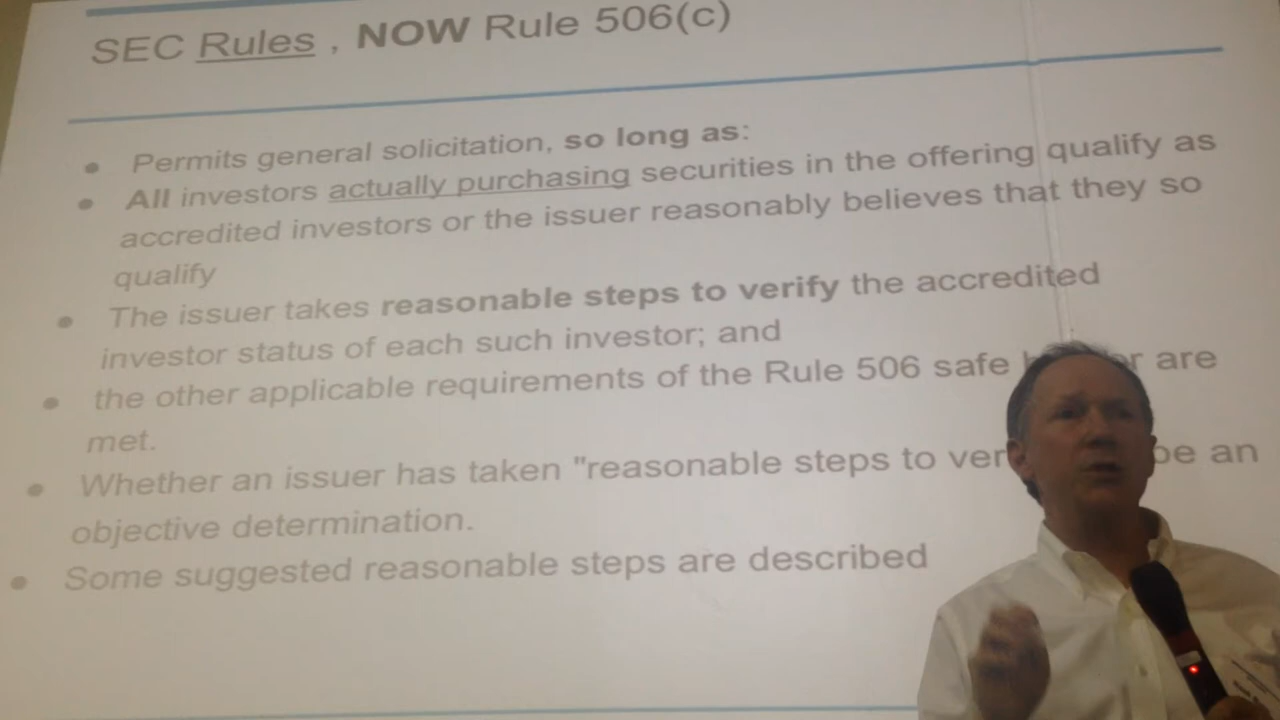 SEC Rules , NOW Rule 506(c)
• Permits general solicitation, so long as:
• All investors actually purchasing securities in the offering qualify as
accredited investors or the issuer reasonably believes that they so
qualify
• The issuer takes reasonable steps to verify the accredited
investor status of each such investor; and
• the other applicable requirements of the Rule 506 safe are
met.
• Whether an issuer has taken "reasonable steps to be an
objective determination.
• Some suggested reasonable steps are described